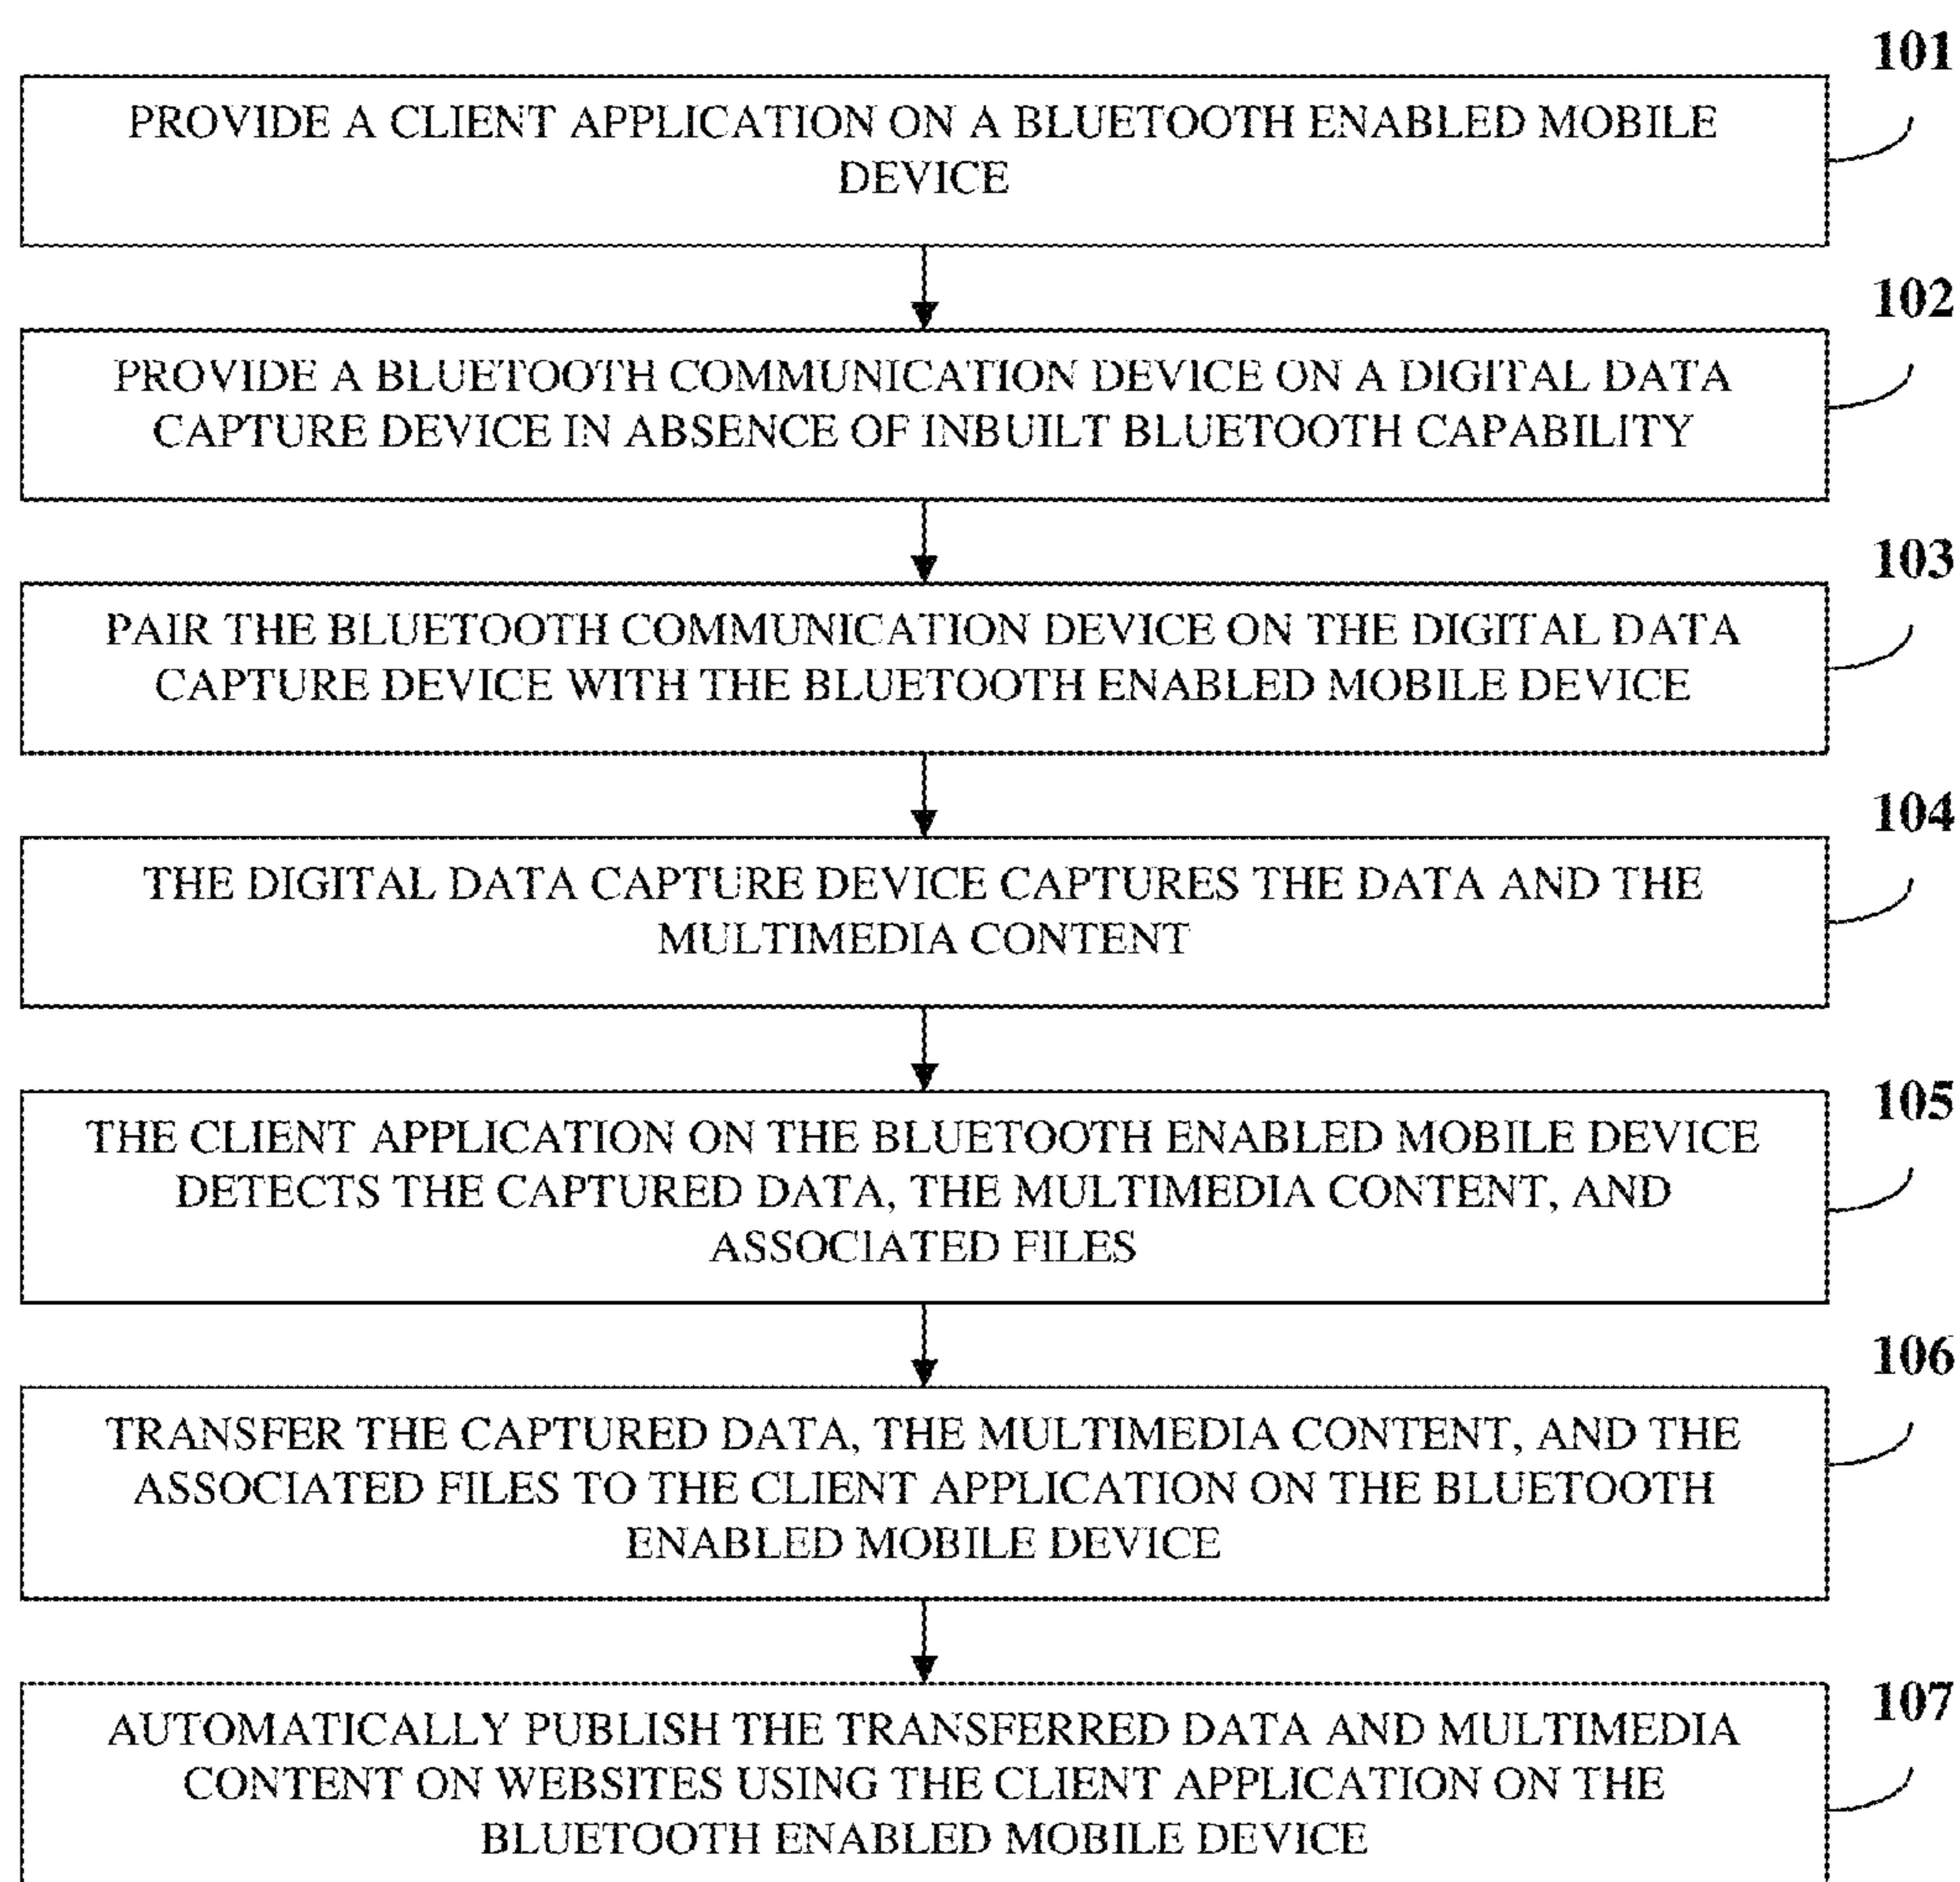 101
PROVIDE A CLIENT APPLICATION ON A BLUETOOTH ENABLED MOBILE
DEVICE
102
PROVIDE A BLUETOOTH COMMUNICATION DEVICE ON A DIGITAL DATA
CAPTURE DEVICE IN ABSENCE OF INBUILT BLUETOOTH CAPABILITY
103
PAIR THE BLUETOOTH COMMUNICATION DEVICE ON THE DIGITAL DATA
CAPTURE DEVICE WITH THE BLUETOOTH ENABLED MOBILE DEVICE
104
THE DIGITAL DATA CAPTURE DEVICE CAPTURES THE DATA AND THE
MULTIMEDIA CONTENT
105
THE CLIENT APPLICATION ON THE BLUETOOTH ENABLED MOBILE DEVICE
DETECTS THE CAPTURED DATA, THE MULTIMEDIA CONTENT, AND
ASSOCIATED FILES
106
TRANSFER THE CAPTURED DATA, THE MULTIMEDIA CONTENT, AND THE
ASSOCIATED FILES TO THE CLIENT APPLICATION ON THE BLUETOOTH
ENABLED MOBILE DEVICE
107
AUTOMATICALLY PUBLISH THE TRANSFERRED DATA AND MULTIMEDIA
CONTENT ON WEBSITES USING THE CLIENT APPLICATION ON THE
BLUETOOTH ENABLED MOBILE DEVICE